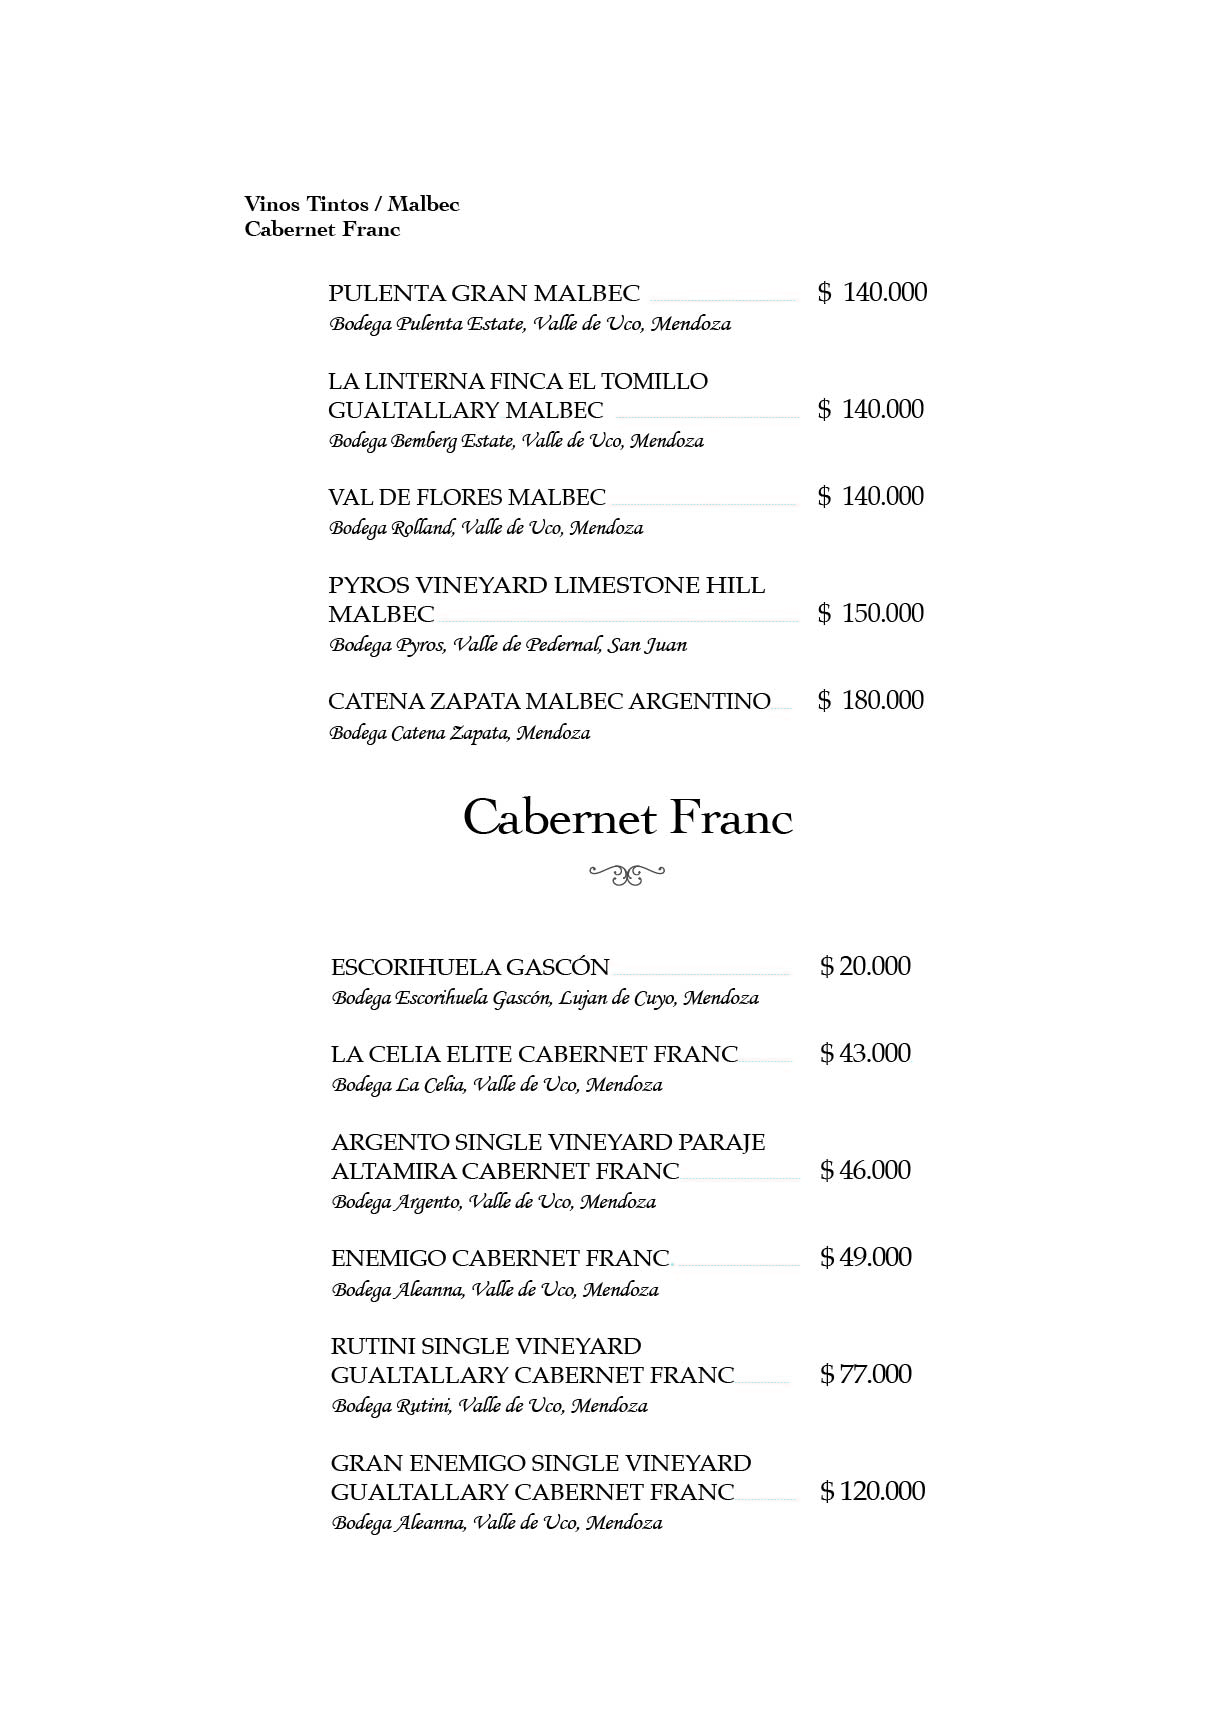 Vinos Tintos / Malbec
Cabernet Franc
PULENTA GRAN MALBEC $ 140.000
Bodega Pulenta Estate, Valle de Uco, Mendoza
LA LINTERNA FINCA EL TOMILLO
GUALTALLARY MALBEC $ 140.000
Bodega Bemberg Estate, Valle de Uco, Mendoza
VAL DE FLORES MALBEC $ 140.000
Bodega Rolland, Valle de Uco, Mendoza
PYROS VINEYARD LIMESTONE HILL
MALBEC $ 150.000
Bodega Pyros, Valle de Pedernal, San Juan
CATENA ZAPATA MALBEC ARGENTINO $ 180.000
Bodega Catena Zapata, Mendoza
Cabernet Franc
ESCORIHUELA GASCÓN $ 20.000
Bodega Escorihuela Gascón, Lujan de Cuyo, Mendoza
LA CELIA ELITE CABERNET FRANC $ 43.000
Bodega La Celia, Valle de Uco, Mendoza
ARGENTO SINGLE VINEYARD PARAJE
ALTAMIRA CABERNET FRANC $ 46.000
Bodega Argento, Valle de Uco, Mendoza
ENEMIGO CABERNET FRANC. $ 49.000
Bodega Aleanna, Valle de Uco, Mendoza
RUTINI SINGLE VINEYARD
GUALTALLARY CABERNET FRANC $ 77.000
Bodega Rutini, Valle de Uco, Mendoza
GRAN ENEMIGO SINGLE VINEYARD
GUALTALLARY CABERNET FRANC $ 120.000
Bodega Aleanna, Valle de Uco, Mendoza